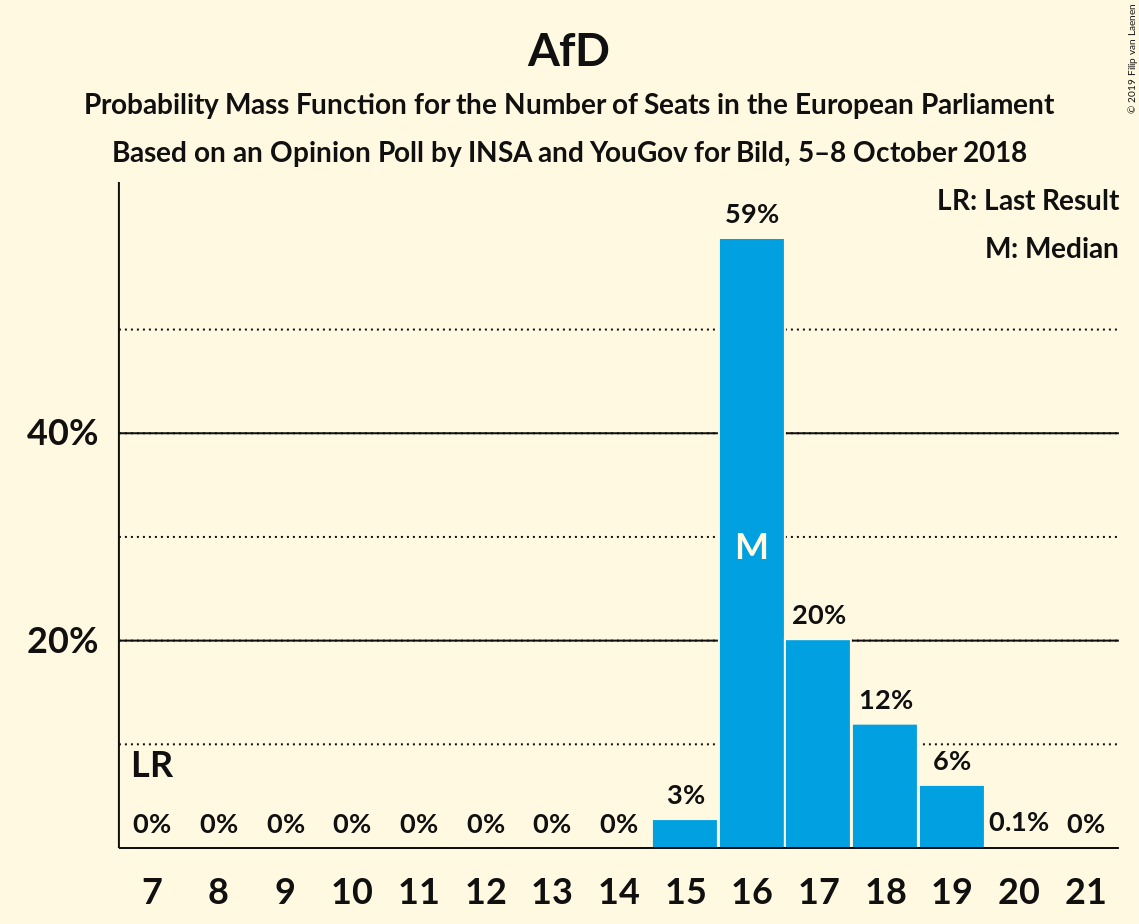 AfD
Probability Mass Function for the Number of Seats in the European Parliament
Based on an Opinion Poll by INSA and YouGov for Bild, 5–8 October 2018
© 2019 Filip van Laenen
LR: Last Result
M: Median
59%
40%
M
20%
20%
12%
LR
6%
3%
0% 0% 0% 0% 0% 0% 0% 0% 0.1% 0%
7 8 9 10 11 12 13 14 15 16 17 18 19 20 21